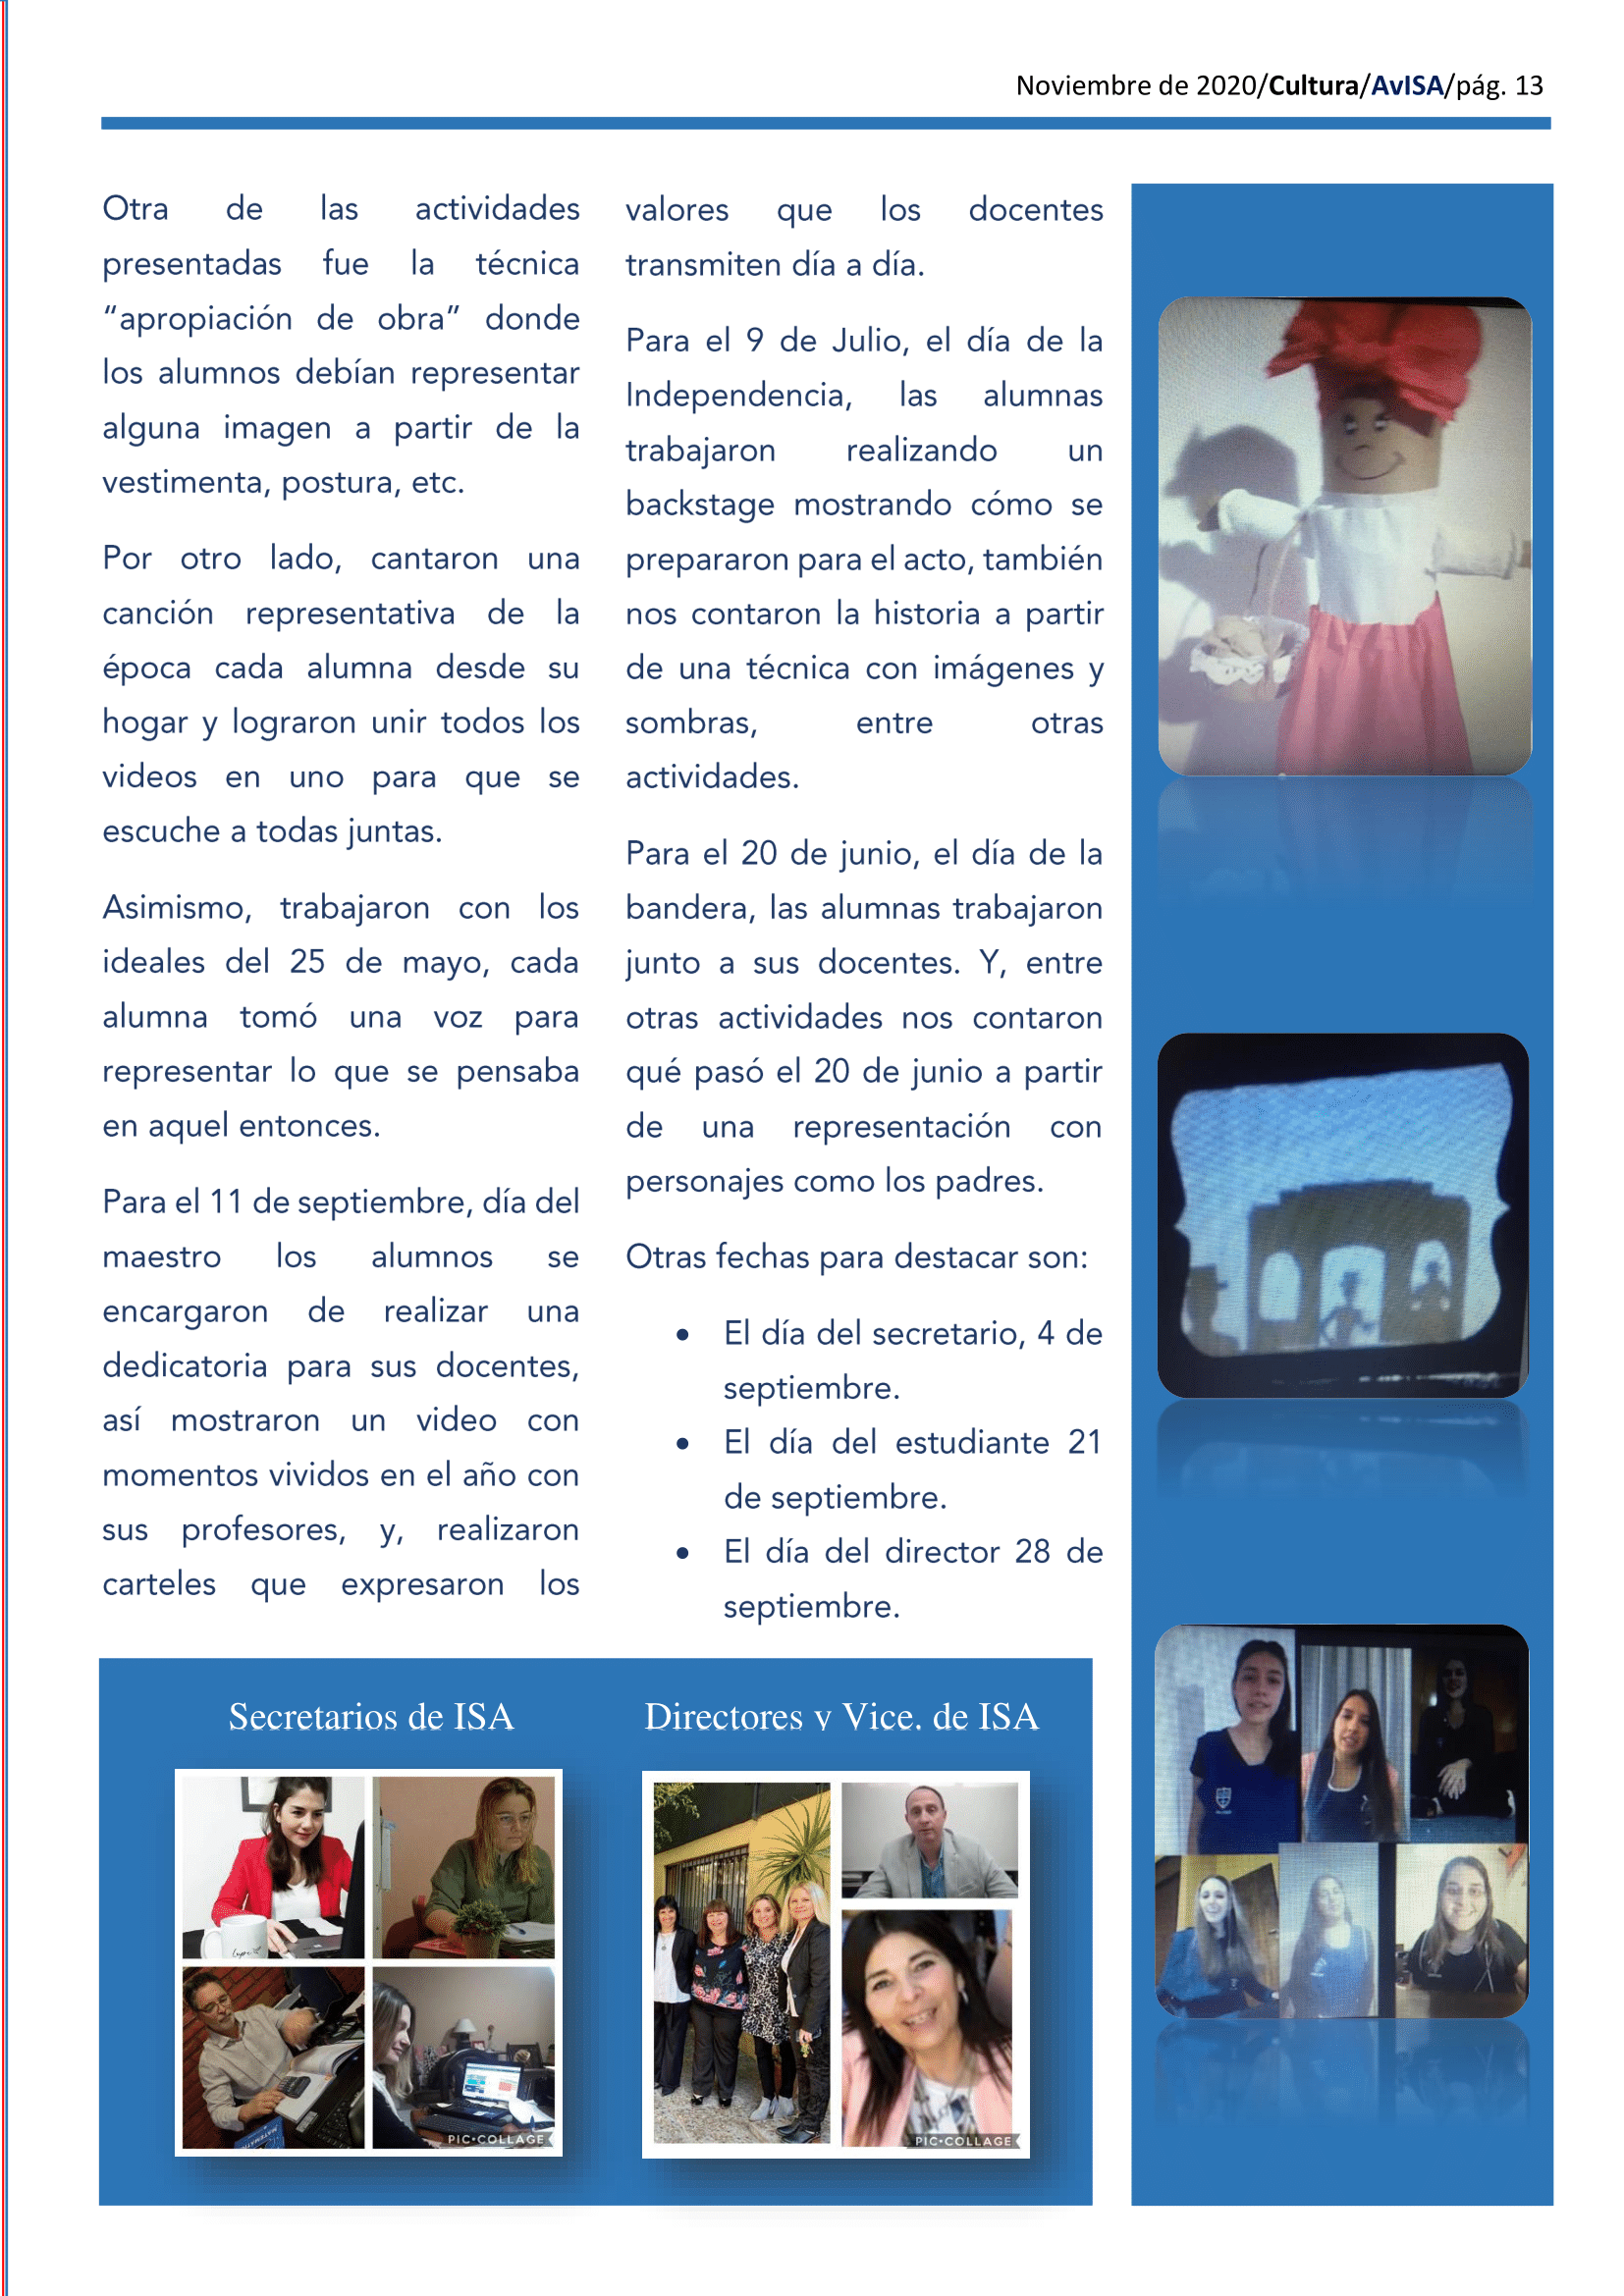 Noviembre de 2020/Cultura/AvISA/pág. 13
Otra de las actividades
presentadas fue la técnica
“apropiación de obra” donde
los alumnos debían representar
alguna imagen a partir de la
vestimenta, postura, etc.
Por otro lado, cantaron una
canción representativa de la
época cada alumna desde su
hogar y lograron unir todos los
videos en uno para que se
escuche a todas juntas.
Asimismo, trabajaron con los
ideales del 25 de mayo, cada
alumna tomó una voz para
representar lo que se pensaba
en aquel entonces.
Para el 11 de septiembre, día del
maestro los alumnos se
encargaron de realizar una
dedicatoria para sus docentes,
así mostraron un video con
momentos vividos en el año con
sus profesores, y, realizaron
carteles que expresaron los
valores que los docentes
transmiten día a día.
Para el 9 de Julio, el día de la
Independencia, las alumnas
trabajaron realizando un
backstage mostrando cómo se
prepararon para el acto, también
nos contaron la historia a partir
de una técnica con imágenes y
sombras, entre otras
actividades.
Para el 20 de junio, el día de la
bandera, las alumnas trabajaron
junto a sus docentes. Y, entre
otras actividades nos contaron
qué pasó el 20 de junio a partir
de una representación con
personajes como los padres.
Otras fechas para destacar son:
• El día del secretario, 4 de
septiembre.
• El día del estudiante 21
de septiembre.
• El día del director 28 de
septiembre.
Secretarios de ISA
Directores y Vice. de ISA
PIC•COLLAGE
PIC•COLLAGE